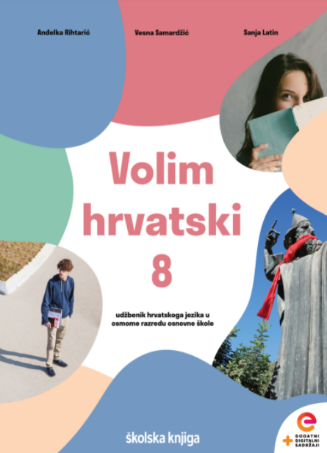 Anđelka Rihtarić
Vesna Samardžić
Sanja Latin
Volim
hrvatski
8
udžbenik hrvatskoga jezika u
osmome razredu osnovne škole
školska knjiga
e
+
DODATNI
DIGITALNI
SADRŽAJI